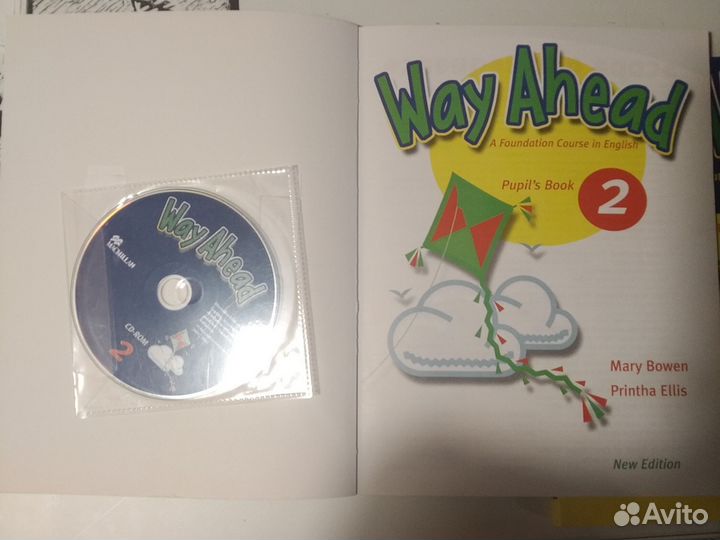 Way Ahead
MACMILLAN
CD-ROM
2
Way Ahead
A Foundation Course in English
Pupil's Book 2
Mary Bowen
Printha Ellis
New Edition
Avito